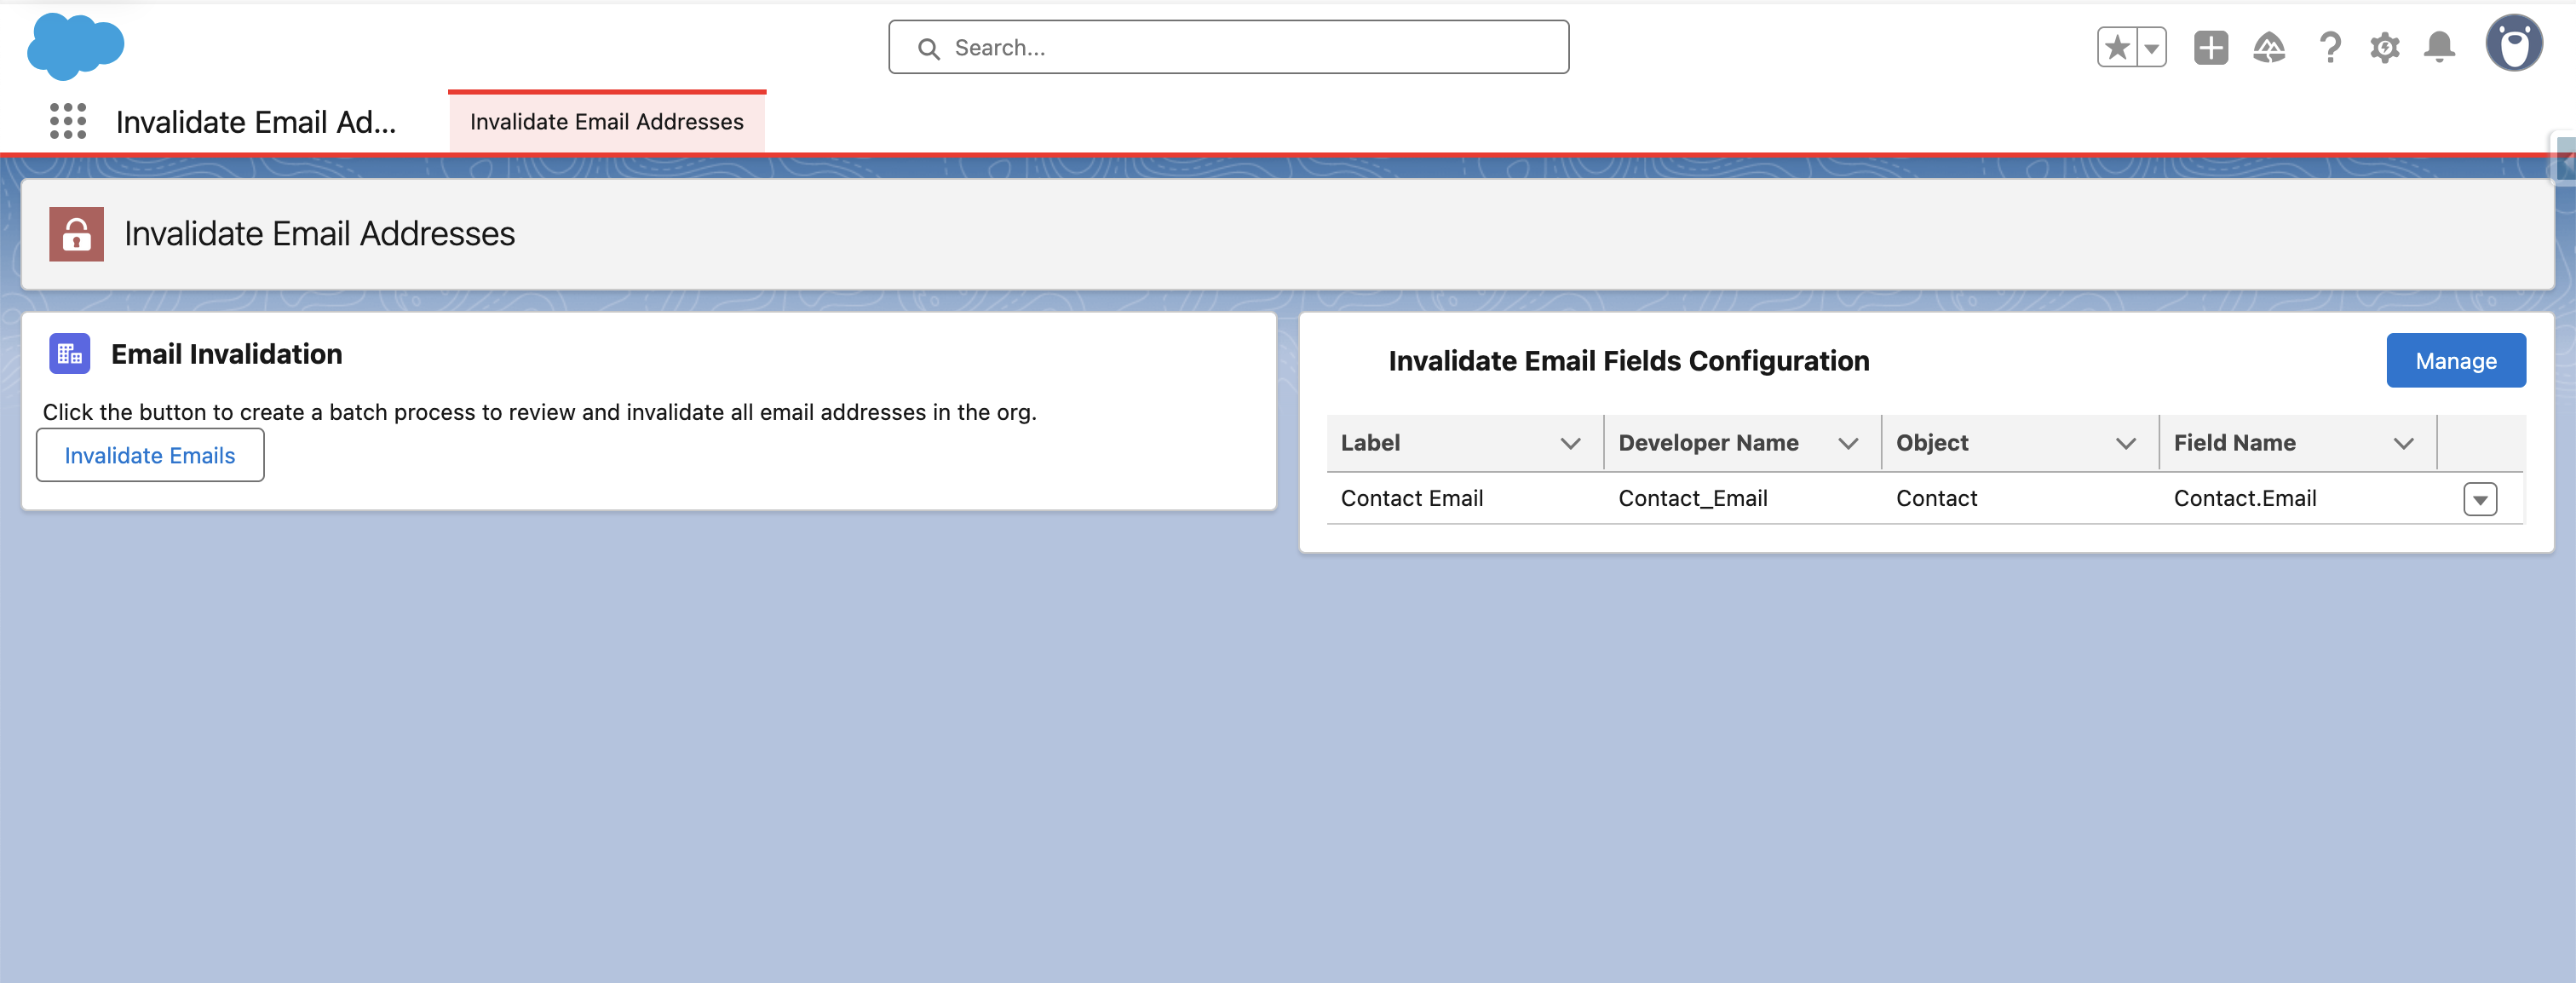 Search...
Invalidate Email Ad...
Invalidate Email Addresses
Invalidate Email Addresses
Email Invalidation
Click the button to create a batch process to review and invalidate all email addresses in the org.
Invalidate Emails
Invalidate Email Fields Configuration
Manage
Label Developer Name Object Field Name
Contact Email Contact_Email Contact Contact.Email